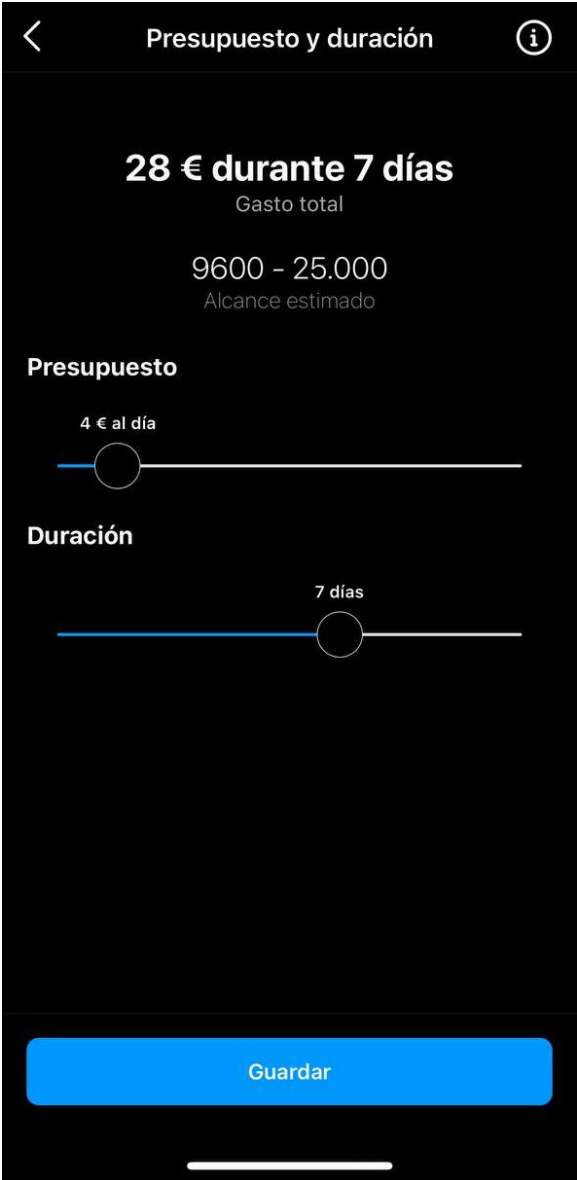 Presupuesto y duración
28 € durante 7 días
Gasto total
9600 - 25.000
Alcance estimado
Presupuesto
4 € al día
Duración
7 días
Guardar